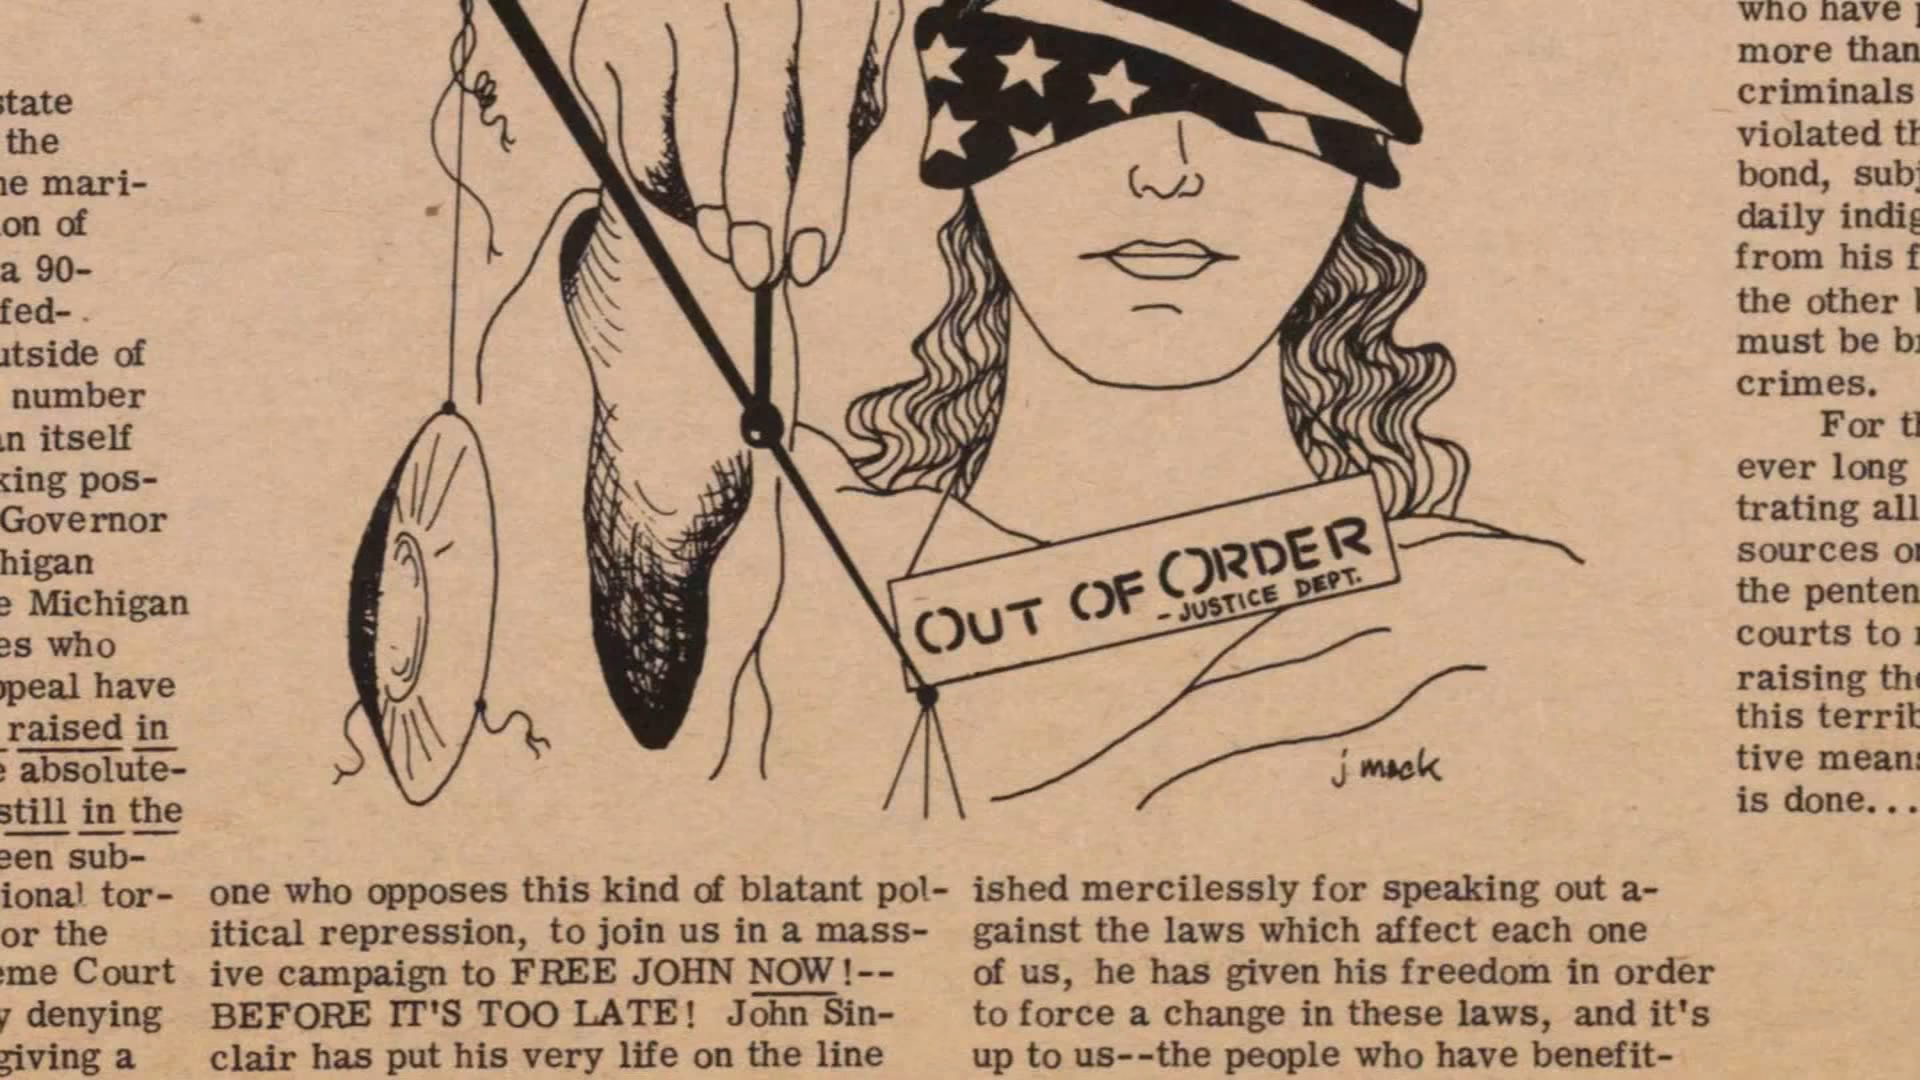 state
the
ne mari-
on of
a 90-
fed-
utside of
number
an itself
king pos-
Governor
higan
e Michigan
es who
ppeal have
raised in
e absolute-
still in the
een sub-
ional tor-
or the
eme Court
y denying
giving a
OUT OF ORDER
- JUSTICE DEPT.
j mack
one who opposes this kind of blatant pol-
itical repression, to join us in a mass-
ive campaign to FREE JOHN NOW!--
BEFORE IT'S TOO LATE! John Sin-
clair has put his very life on the line
ished mercilessly for speaking out a-
gainst the laws which affect each one
of us, he has given his freedom in order
to force a change in these laws, and it's
up to us--the people who have benefit-
who have p
more than
criminals
violated th
bond, subj
daily indig
from his f
the other b
must be br
crimes.
For th
ever long
trating all
sources on
the penten
courts to r
raising the
this terrib
tive means
is done...